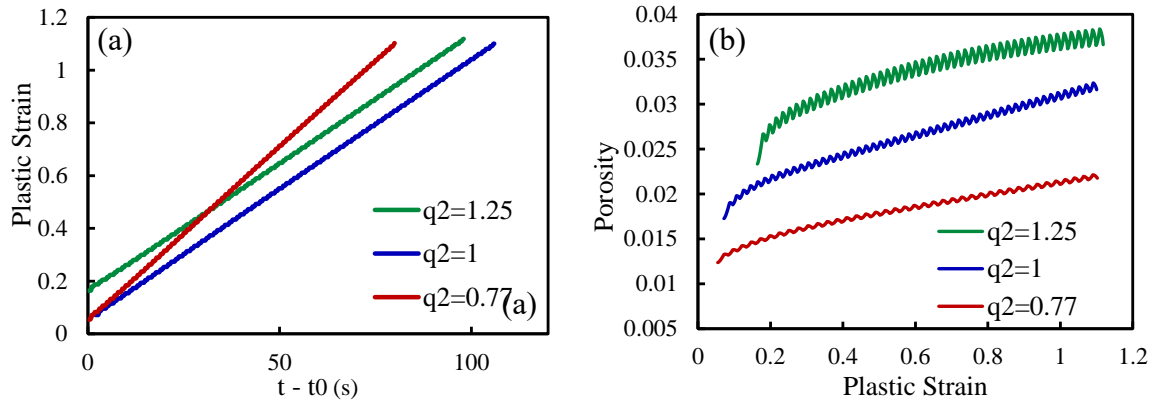 (a)
Plastic Strain
1.2
1
0.8
0.6
0.4
0.2
0
0
50
100
t - t0 (s)
q2=1.25
q2=1
q2=0.77
(a)
(b)
Porosity
0.04
0.035
0.03
0.025
0.02
0.015
0.01
0.005
0
0.2
0.4
0.6
0.8
1
1.2
Plastic Strain
q2=1.25
q2=1
q2=0.77